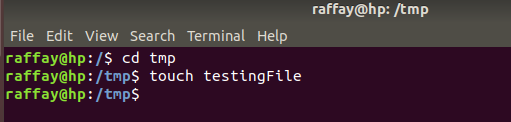 raffay@hp: /tmp
File Edit View Search Terminal Help
raffay@hp:/$ cd tmp
raffay@hp:/tmp$ touch testingFile
raffay@hp:/tmp$